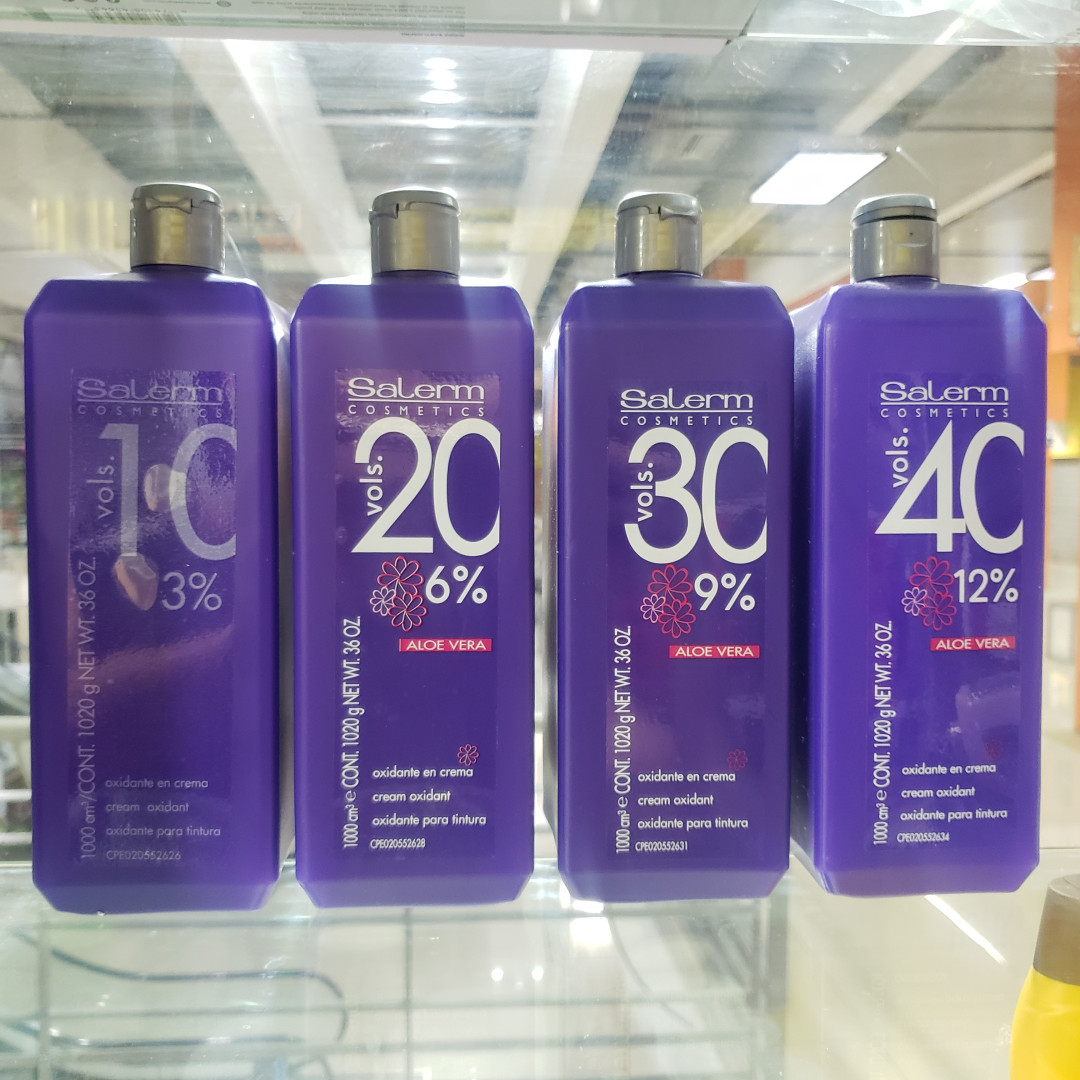 Salerm
COSMETICS
vols. 10
3%
1000 cm³/CONT. 1020 g NET WT. 36 OZ.
oxidante en crema
cream oxidant
oxidante para tintura
CPE020552626
Salerm
COSMETICS
vols. 20
6%
ALOE VERA
1000 cm³ e CONT. 1020 g NET WT. 36 OZ.
oxidante en crema
cream oxidant
oxidante para tintura
CPE020552628
Salerm
COSMETICS
vols. 30
9%
ALOE VERA
1000 cm³ e CONT. 1020 g NET WT. 36 OZ.
oxidante en crema
cream oxidant
oxidante para tintura
CPE020552631
Salerm
COSMETICS
vols. 40
12%
ALOE VERA
1000 cm³ e CONT. 1020 g NET WT. 36 OZ.
oxidante en crema
cream oxidant
oxidante para tintura
CPE020552634